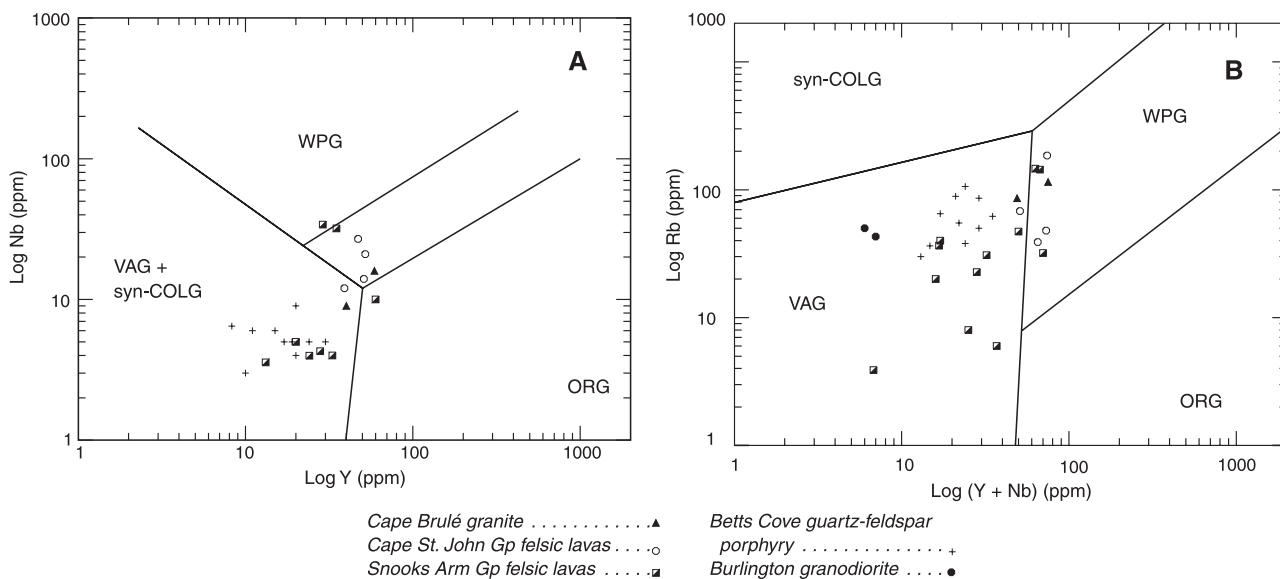 1000
A
WPG
100
Log Nb (ppm)
VAG +
syn-COLG
10
ORG
1
1
10
100
1000
Log Y (ppm)
1000
B
syn-COLG
WPG
100
Log Rb (ppm)
VAG
10
ORG
1
1
10
100
1000
Log (Y + Nb) (ppm)
Cape Brulé granite . . . . . . . . . . . . ▲
Cape St. John Gp felsic lavas . . . . ○
Snooks Arm Gp felsic lavas . . . . . ◪
Betts Cove guartz-feldspar
porphyry . . . . . . . . . . . . . . +
Burlington granodiorite . . . . ●